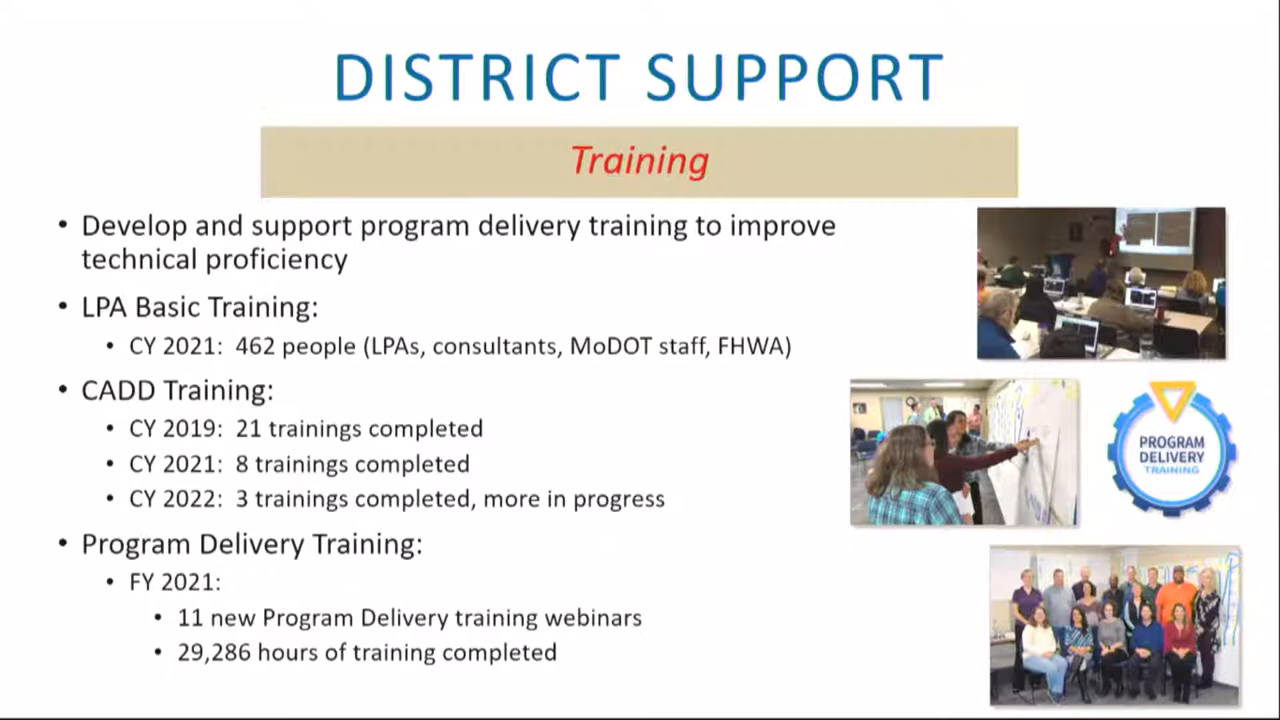 DISTRICT SUPPORT
Training
• Develop and support program delivery training to improve
technical proficiency
• LPA Basic Training:
• CY 2021: 462 people (LPAs, consultants, MoDOT staff, FHWA)
• CADD Training:
• CY 2019: 21 trainings completed
• CY 2021: 8 trainings completed
• CY 2022: 3 trainings completed, more in progress
• Program Delivery Training:
• FY 2021:
• 11 new Program Delivery training webinars
• 29,286 hours of training completed
PROGRAM
DELIVERY
TRAINING